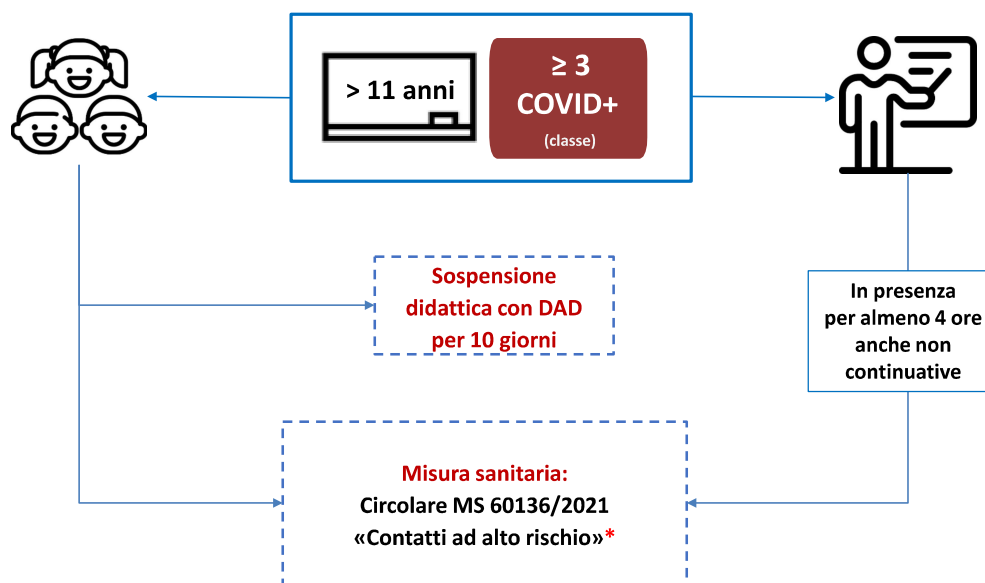 > 11 anni
≥ 3
COVID+
(classe)
Sospensione
didattica con DAD
per 10 giorni
In presenza
per almeno 4 ore
anche non
continuative
Misura sanitaria:
Circolare MS 60136/2021
«Contatti ad alto rischio»*